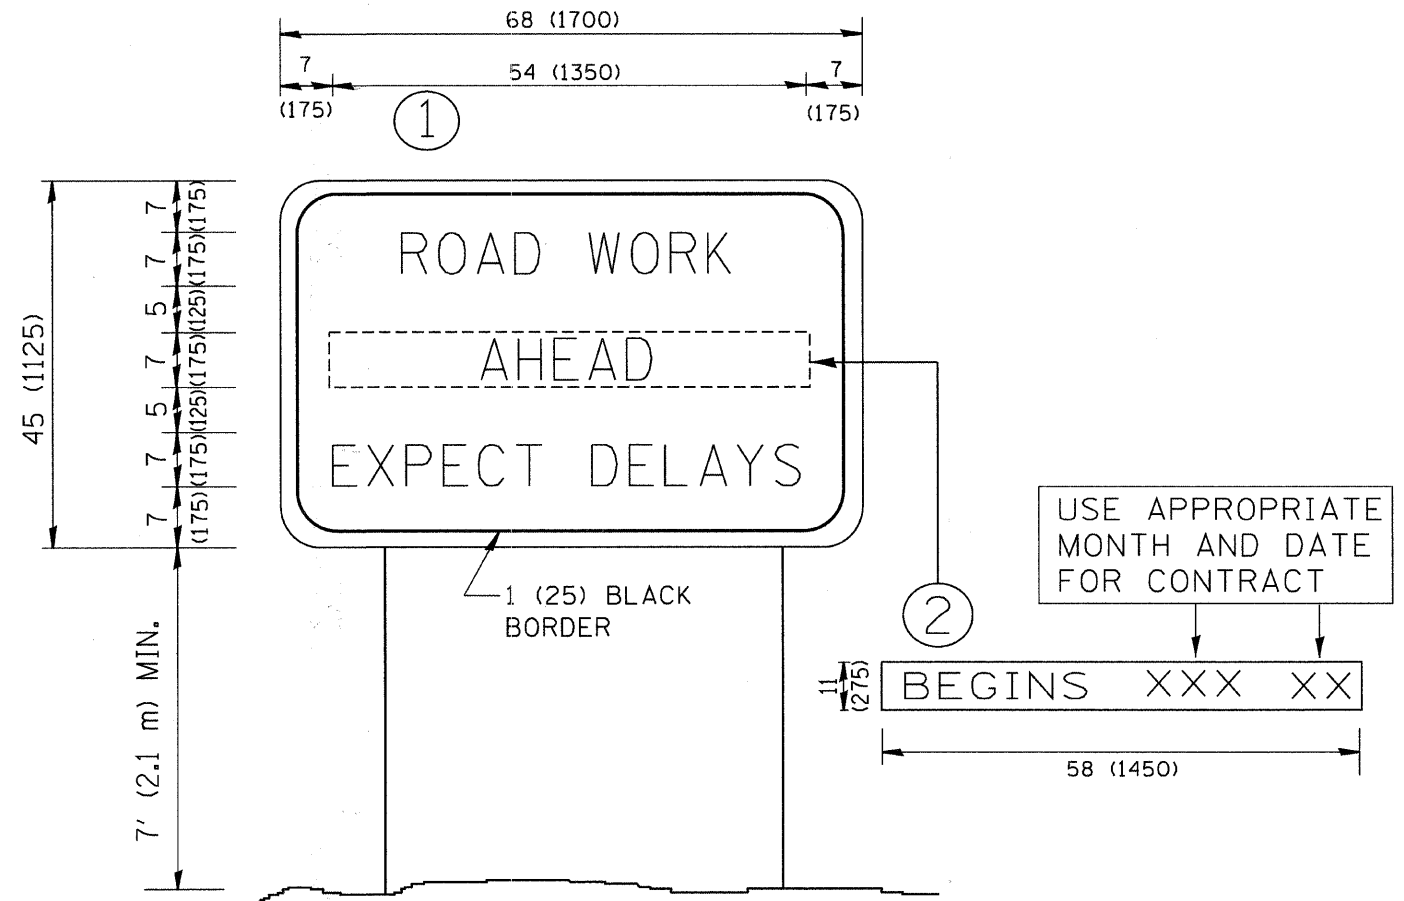 68 (1700)
7
54 (1350)
7
(175)
(175)
1
45 (1125)
7
(175)
7
(175)
5
(125)
7
(175)
5
(125)
7
(175)
7
(175)
ROAD WORK
AHEAD
EXPECT DELAYS
1 (25) BLACK
BORDER
7' (2.1 m) MIN.
USE APPROPRIATE
MONTH AND DATE
FOR CONTRACT
2
11
(275)
BEGINS XXX XX
58 (1450)